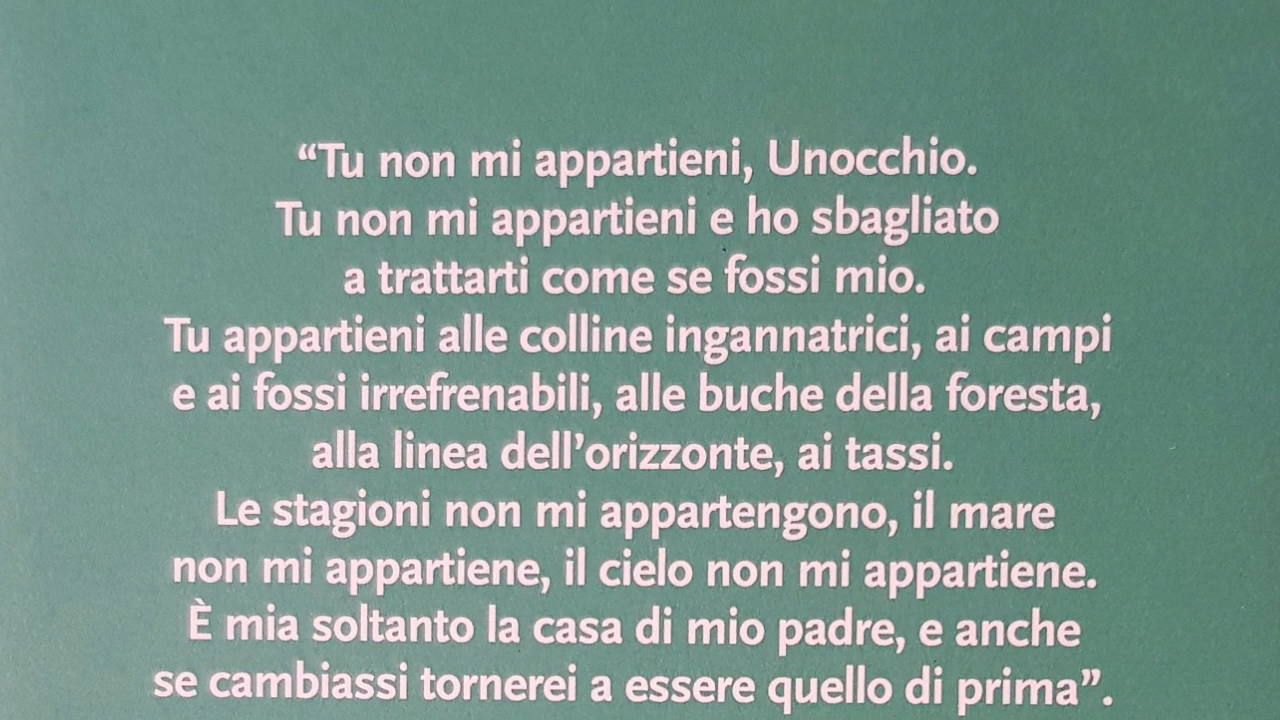 “Tu non mi appartieni, Unocchio.
Tu non mi appartieni e ho sbagliato
a trattarti come se fossi mio.
Tu appartieni alle colline ingannatrici, ai campi
e ai fossi irrefrenabili, alle buche della foresta,
alla linea dell’orizzonte, ai tassi.
Le stagioni non mi appartengono, il mare
non mi appartiene, il cielo non mi appartiene.
È mia soltanto la casa di mio padre, e anche
se cambiassi tornerei a essere quello di prima”.